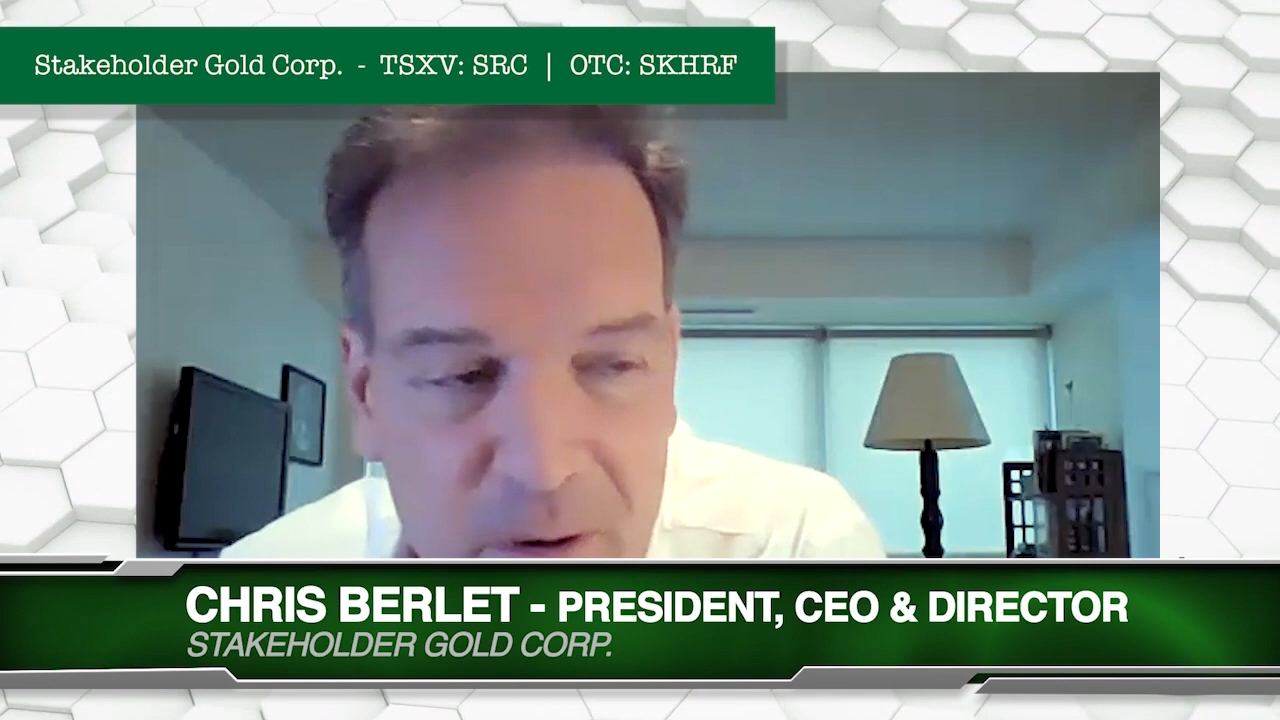 Stakeholder Gold Corp. - TSXV: SRC | OTC: SKHRF
CHRIS BERLET - PRESIDENT, CEO & DIRECTOR
STAKEHOLDER GOLD CORP.